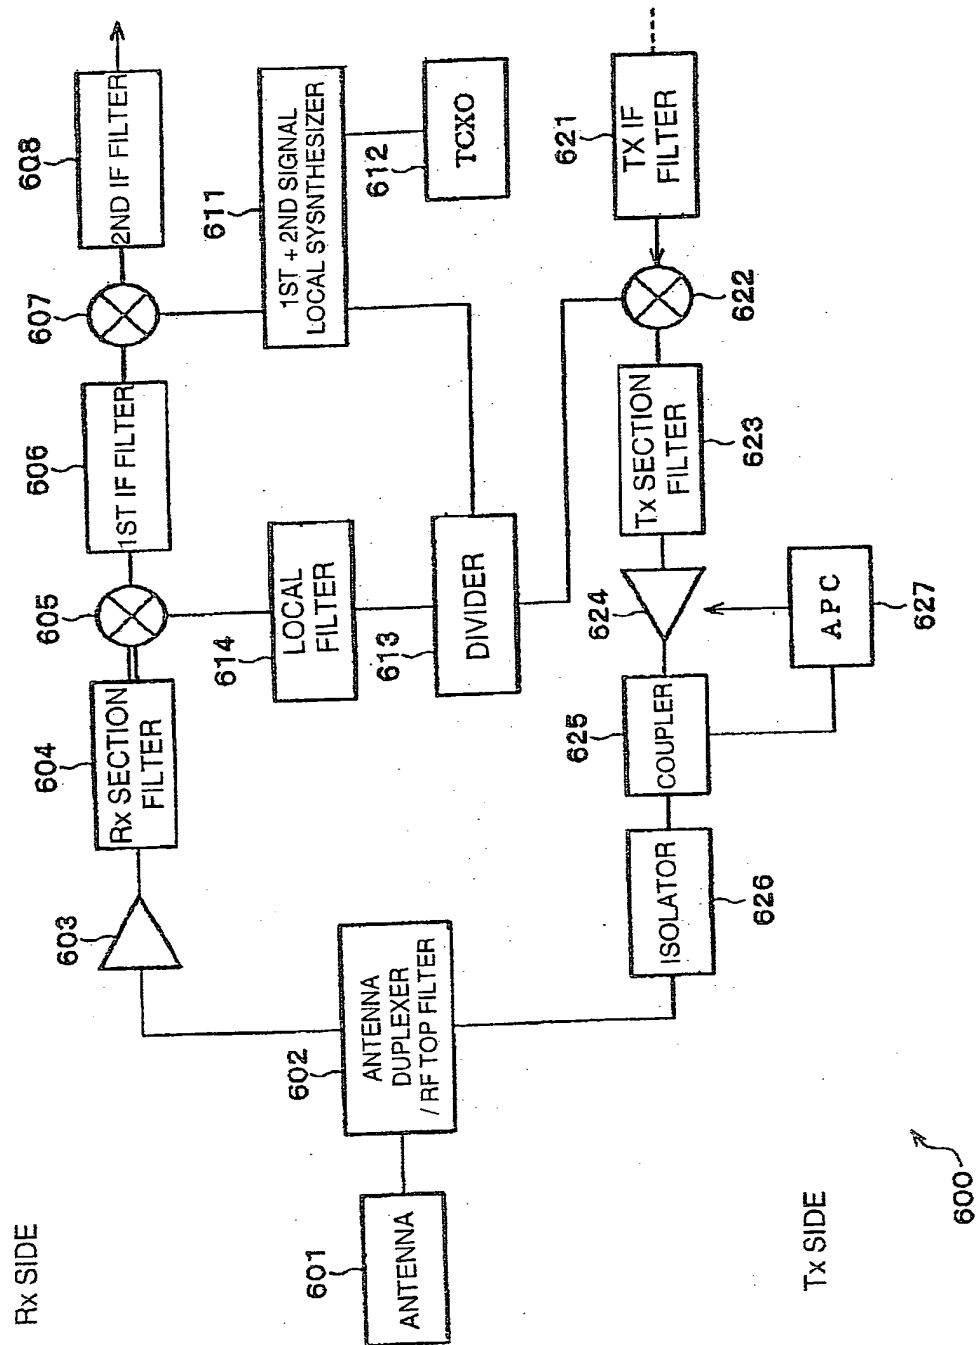 Rx SIDE
601
ANTENNA
602
ANTENNA
DUPLEXER
/ RF TOP FILTER
603
604
Rx SECTION
FILTER
605
606
1ST IF FILTER
607
608
2ND IF FILTER
611
1ST + 2ND SIGNAL
LOCAL SYSNTHESIZER
612
TCXO
613
DIVIDER
614
LOCAL
FILTER
621
TX IF
FILTER
622
623
Tx SECTION
FILTER
624
625
COUPLER
626
ISOLATOR
627
APC
Tx SIDE
600